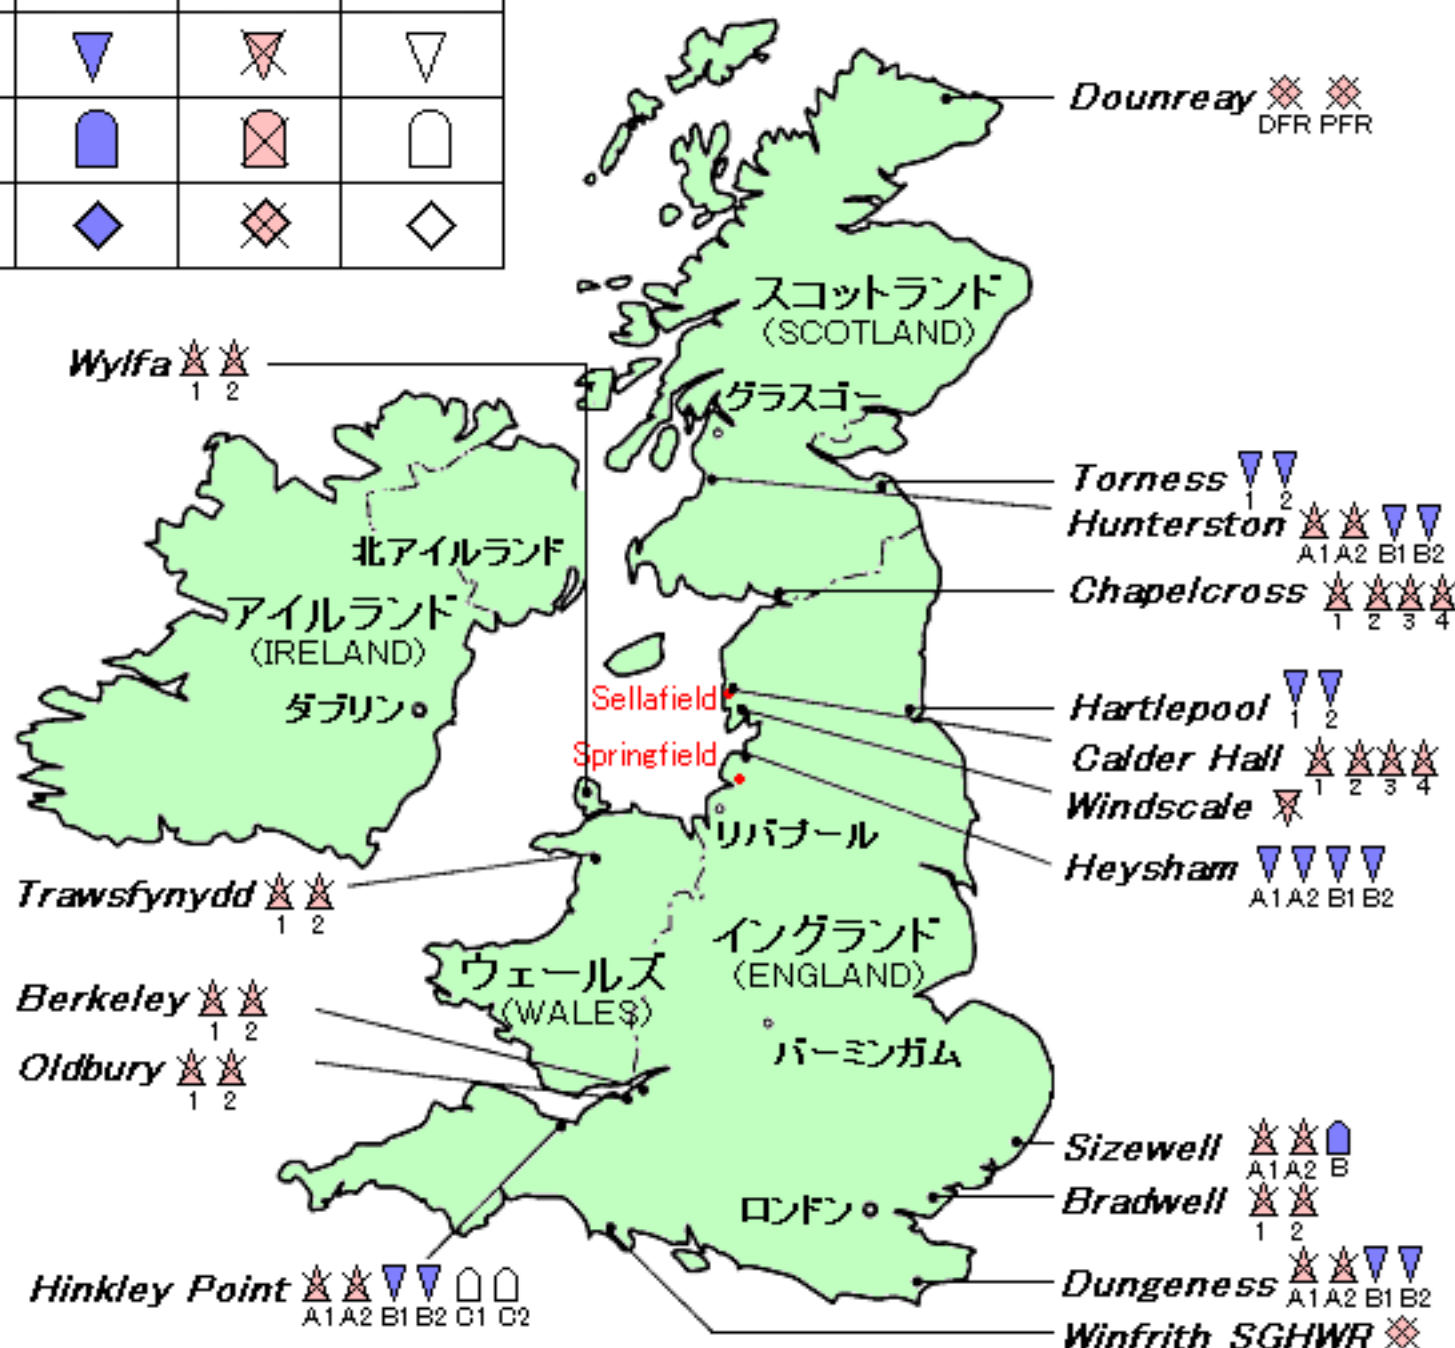 Dounreay
DFR PFR
スコットランド
(SCOTLAND)
Wylfa
1 2
グラスゴー
Torness
1 2
Hunterston
A1 A2 B1 B2
北アイルランド
Chapelcross
1 2 3 4
アイルランド
(IRELAND)
Sellafield
ダブリン
Hartlepool
1 2
Springfield
Calder Hall
1 2 3 4
Windscale
リバプール
Heysham
A1 A2 B1 B2
Trawsfynydd
1 2
イングランド
(ENGLAND)
ウェールズ
(WALES)
Berkeley
1 2
バーミンガム
Oldbury
1 2
Sizewell
A1 A2 B
Bradwell
1 2
ロンドン
Hinkley Point
A1 A2 B1 B2 C1 C2
Dungeness
A1 A2 B1 B2
Winfrith SGHWR